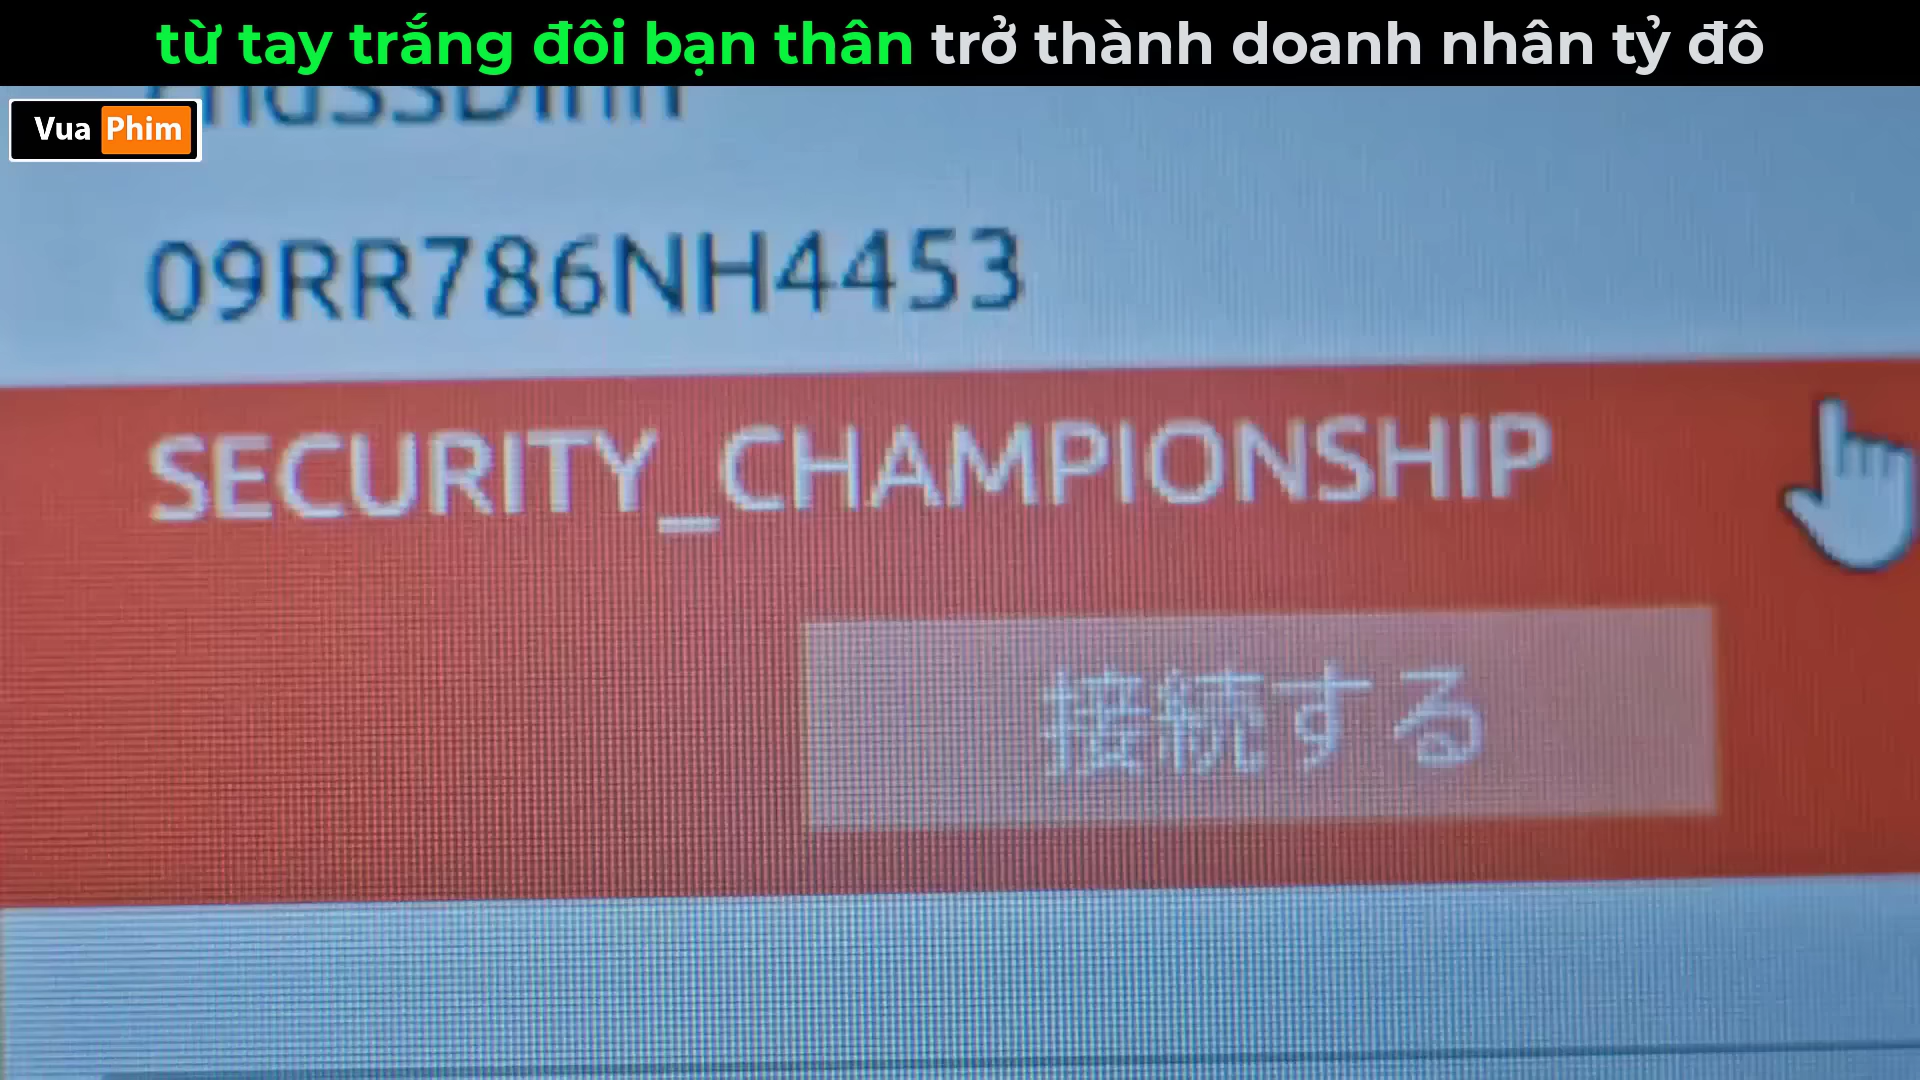 từ tay trắng đôi bạn thân trở thành doanh nhân tỷ đô
Vua Phim
09RR786NH4453
SECURITY_CHAMPIONSHIP
接続する